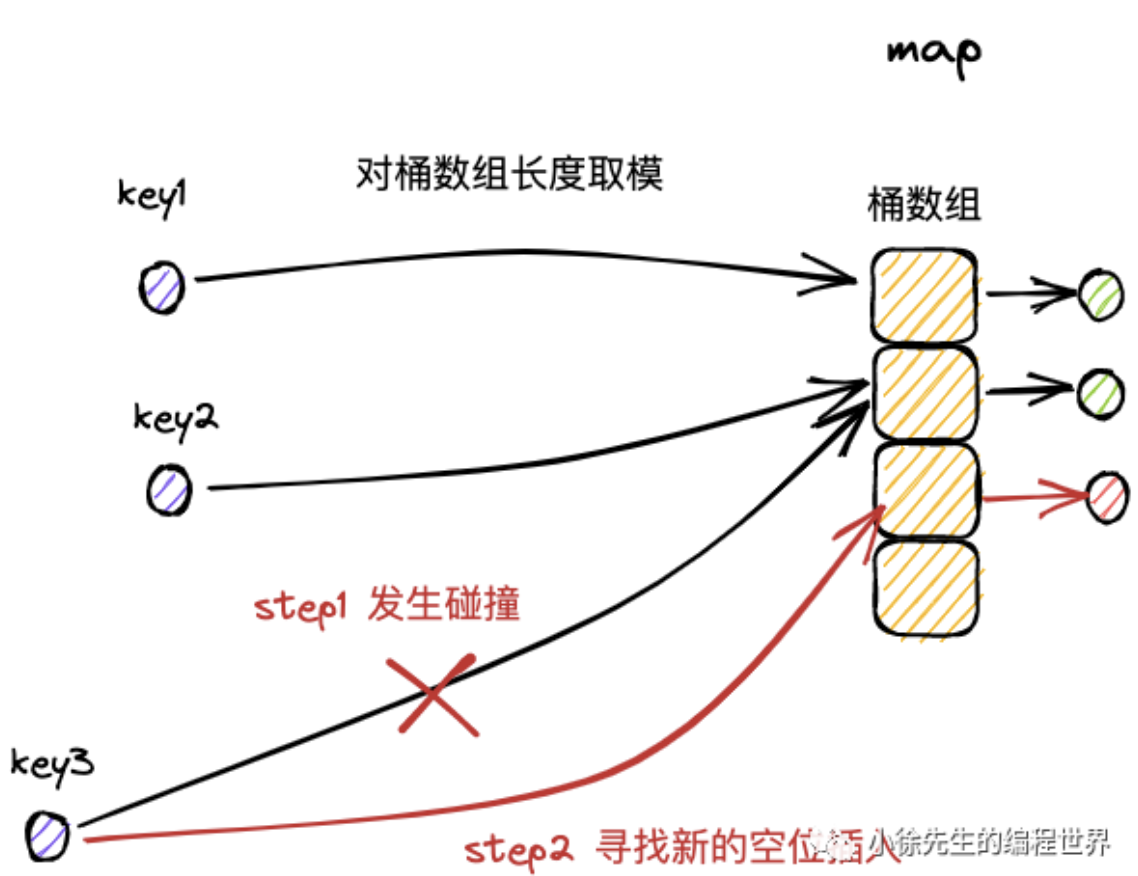 map
对桶数组长度取模
key1
桶数组
key2
step1 发生碰撞
key3
step2 寻找新的空位插入
小徐先生的编程世界